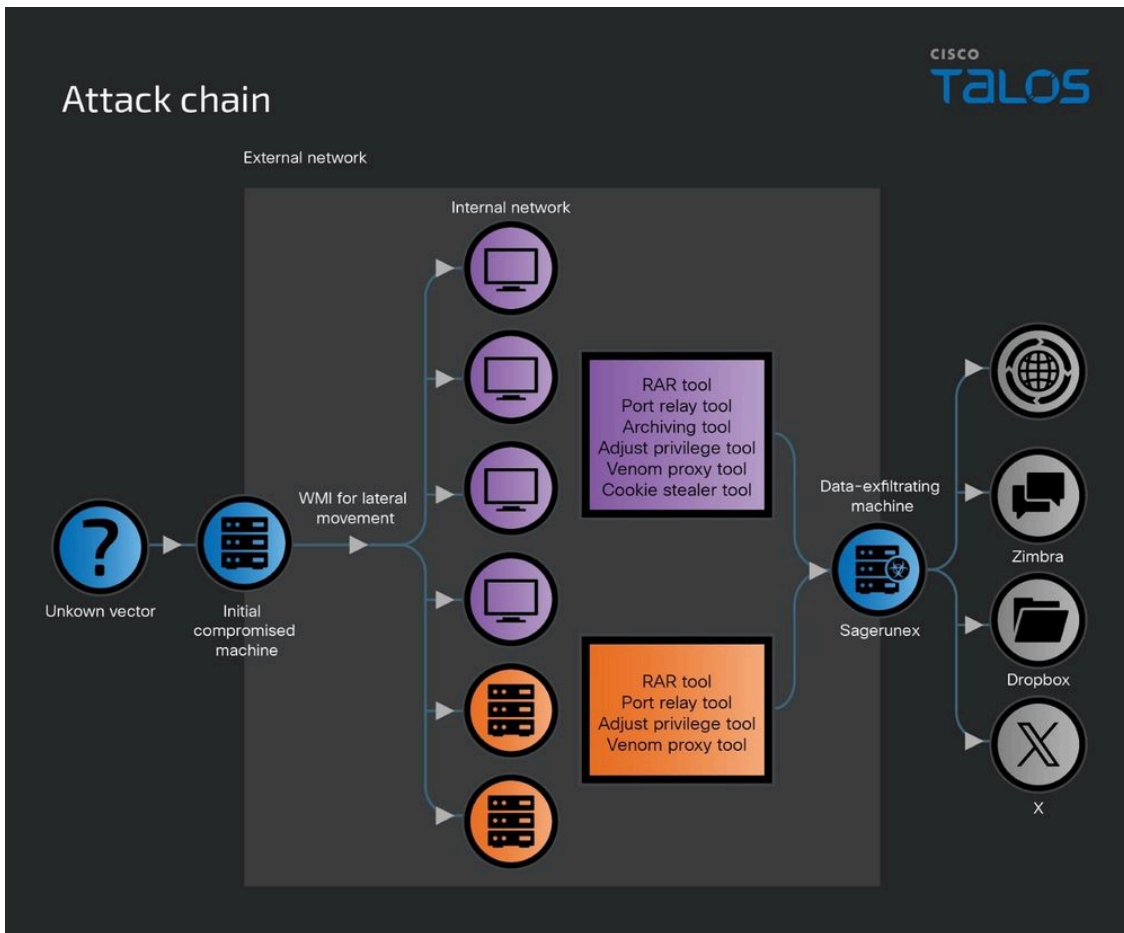 CISCO
TALOS
Attack chain
External network
Internal network
RAR tool
Port relay tool
Archiving tool
Adjust privilege tool
Venom proxy tool
Cookie stealer tool
WMI for lateral
movement
Data-exfiltrating
machine
Unkown vector
Initial
compromised
machine
Sagerunex
RAR tool
Port relay tool
Adjust privilege tool
Venom proxy tool
Zimbra
Dropbox
X